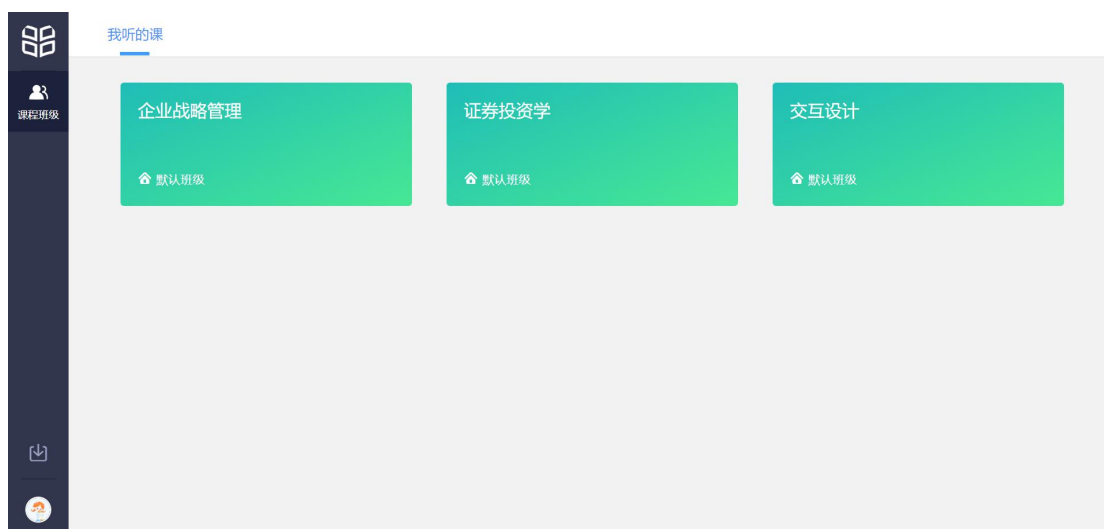 我听的课
课程班级
企业战略管理
默认班级
证券投资学
默认班级
交互设计
默认班级